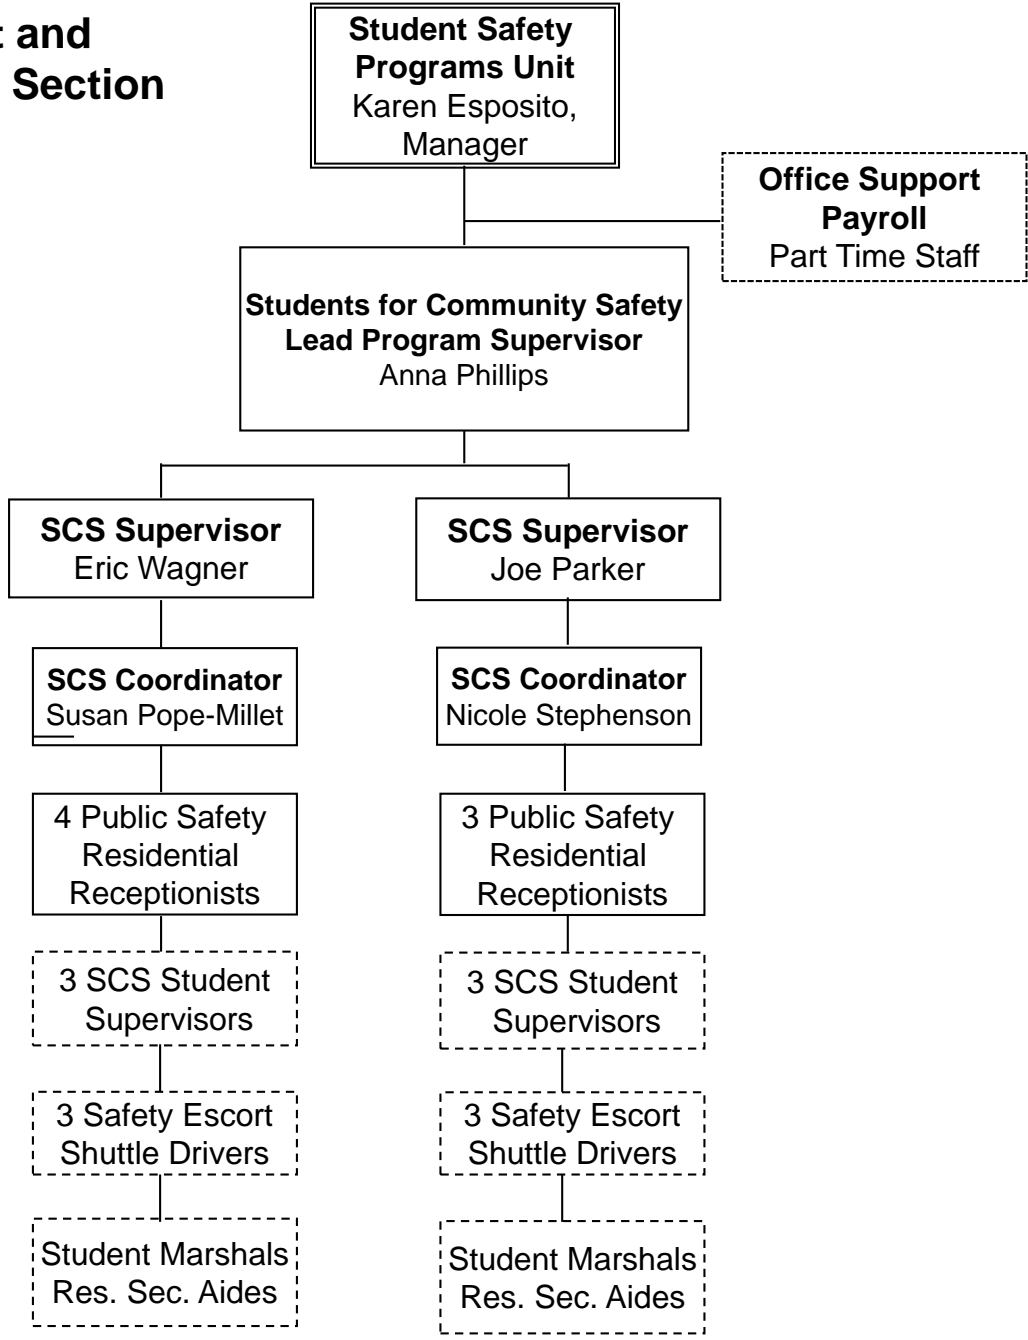 and
Section
Student Safety
Programs Unit
Karen Esposito,
Manager
Office Support
Payroll
Part Time Staff
Students for Community Safety
Lead Program Supervisor
Anna Phillips
SCS Supervisor
Eric Wagner
SCS Supervisor
Joe Parker
SCS Coordinator
Susan Pope-Millet
SCS Coordinator
Nicole Stephenson
4 Public Safety
Residential
Receptionists
3 Public Safety
Residential
Receptionists
3 SCS Student
Supervisors
3 SCS Student
Supervisors
3 Safety Escort
Shuttle Drivers
3 Safety Escort
Shuttle Drivers
Student Marshals
Res. Sec. Aides
Student Marshals
Res. Sec. Aides